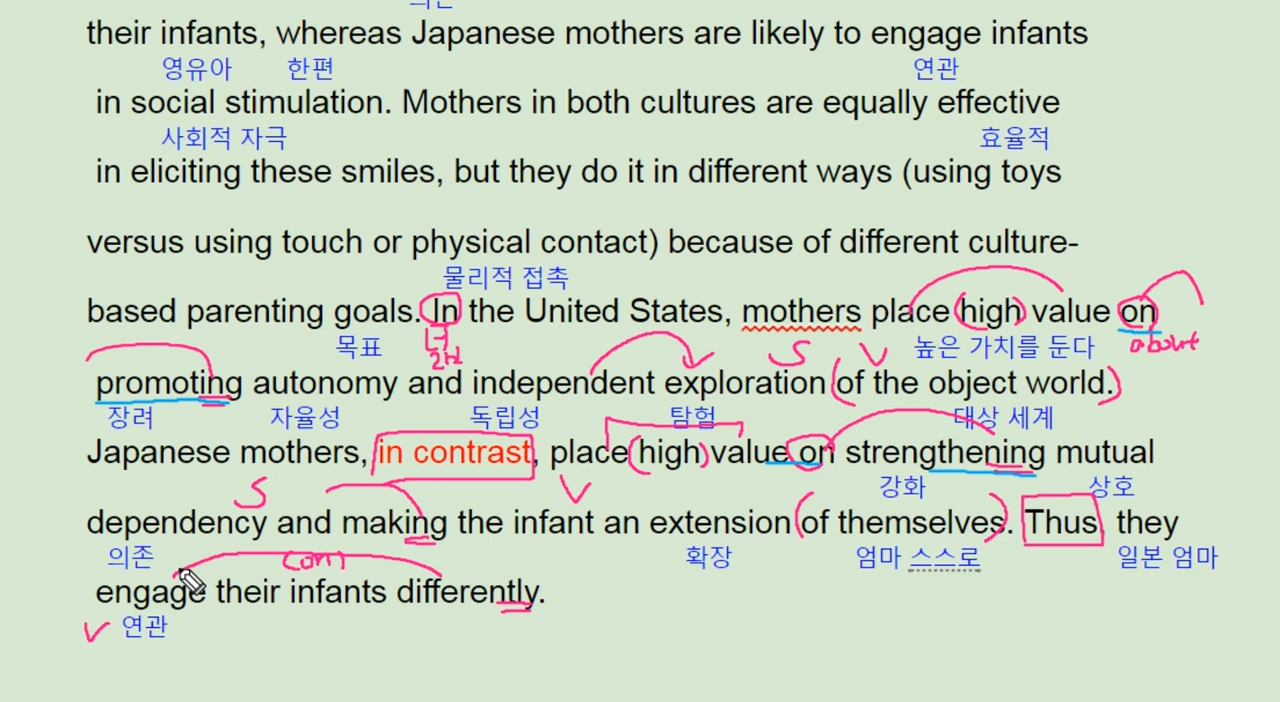 their infants, whereas Japanese mothers are likely to engage infants
영유아 한편 연관
in social stimulation. Mothers in both cultures are equally effective
사회적 자극 효율적
in eliciting these smiles, but they do it in different ways (using toys
versus using touch or physical contact) because of different culture-
물리적 접촉
based parenting goals. In the United States, mothers place (high) value on
목표 S V 높은 가치를 둔다 about
promoting autonomy and independent exploration (of the object world.)
장려 자율성 독립성 탐험 대상 세계
Japanese mothers, in contrast, place (high) value on strengthening mutual
S V 강화 상호
dependency and making the infant an extension (of themselves). Thus, they
의존 (on) 확장 엄마 스스로 일본 엄마
engage their infants differently.
V 연관